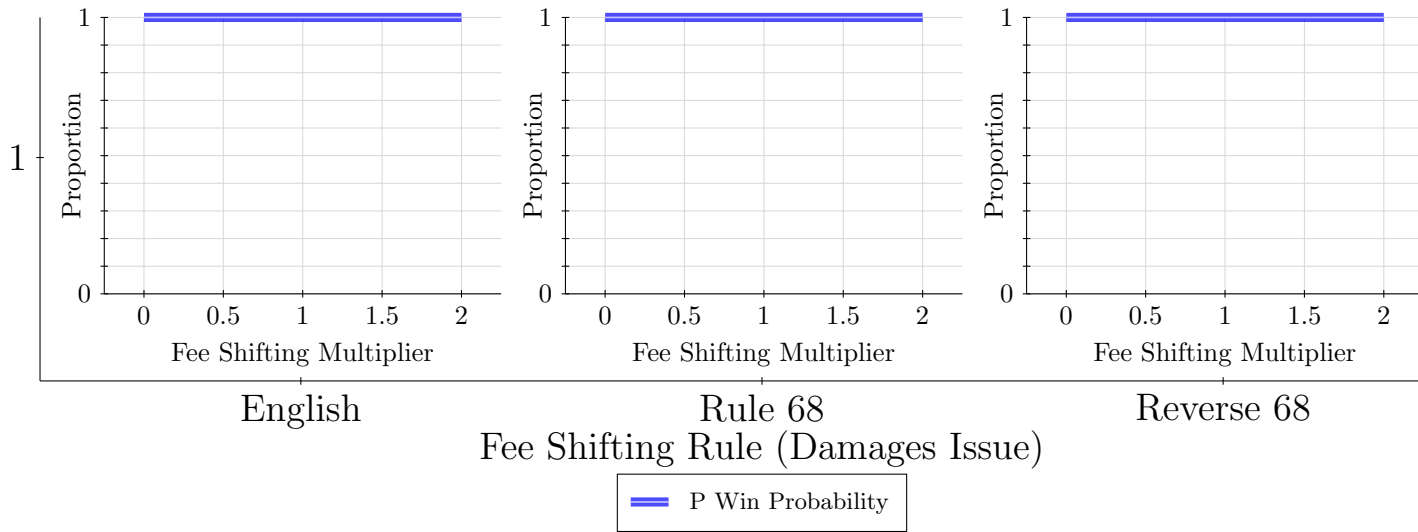 1
1
1
Proportion
Proportion
Proportion
1
0
0
0
0 0.5 1 1.5 2
0 0.5 1 1.5 2
0 0.5 1 1.5 2
Fee Shifting Multiplier
Fee Shifting Multiplier
Fee Shifting Multiplier
English
Rule 68
Reverse 68
Fee Shifting Rule (Damages Issue)
P Win Probability